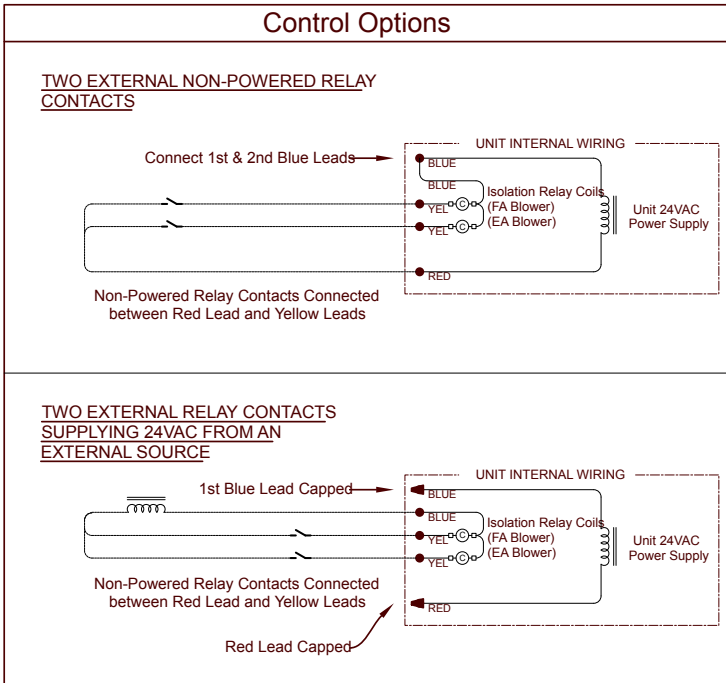 Control Options
TWO EXTERNAL NON-POWERED RELAY
CONTACTS
UNIT INTERNAL WIRING
Connect 1st & 2nd Blue Leads
BLUE
BLUE
Isolation Relay Coils
(FA Blower)
(EA Blower)
YEL
C
YEL
C
Unit 24VAC
Power Supply
RED
Non-Powered Relay Contacts Connected
between Red Lead and Yellow Leads
TWO EXTERNAL RELAY CONTACTS
SUPPLYING 24VAC FROM AN
EXTERNAL SOURCE
UNIT INTERNAL WIRING
1st Blue Lead Capped
BLUE
BLUE
Isolation Relay Coils
(FA Blower)
(EA Blower)
YEL
C
YEL
C
Unit 24VAC
Power Supply
Non-Powered Relay Contacts Connected
between Red Lead and Yellow Leads
RED
Red Lead Capped